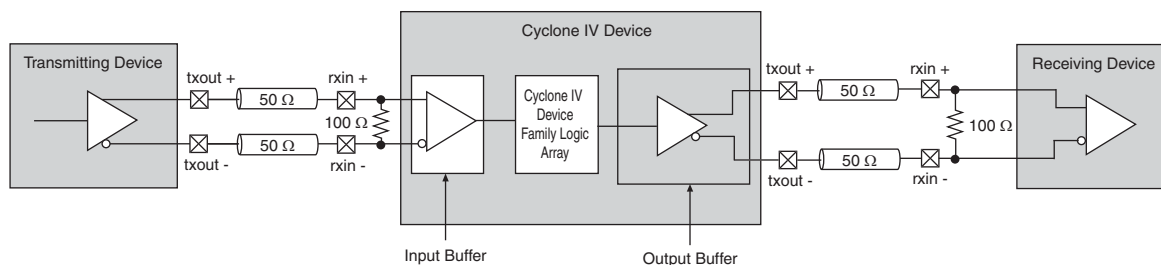 Cyclone IV Device
Transmitting Device
txout +
rxin +
50 Ω
100 Ω
50 Ω
txout -
rxin -
Cyclone IV
Device
Family Logic
Array
txout +
rxin +
50 Ω
100 Ω
50 Ω
txout -
rxin -
Receiving Device
Input Buffer
Output Buffer